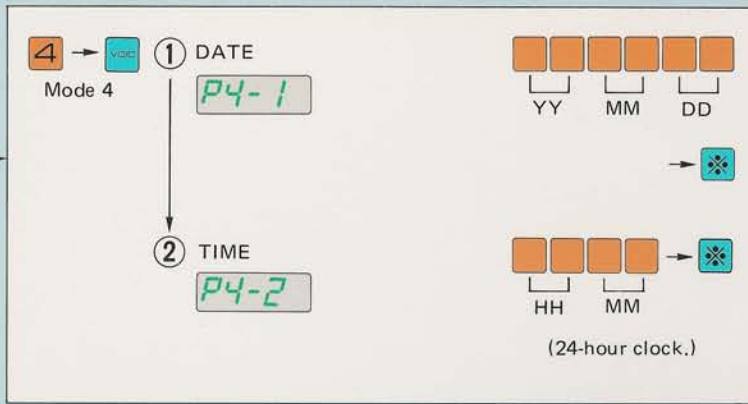 4 → VOID ① DATE
Mode 4
P4-1
YY MM DD
→ ※
② TIME
P4-2
→ ※
HH MM
(24-hour clock.)